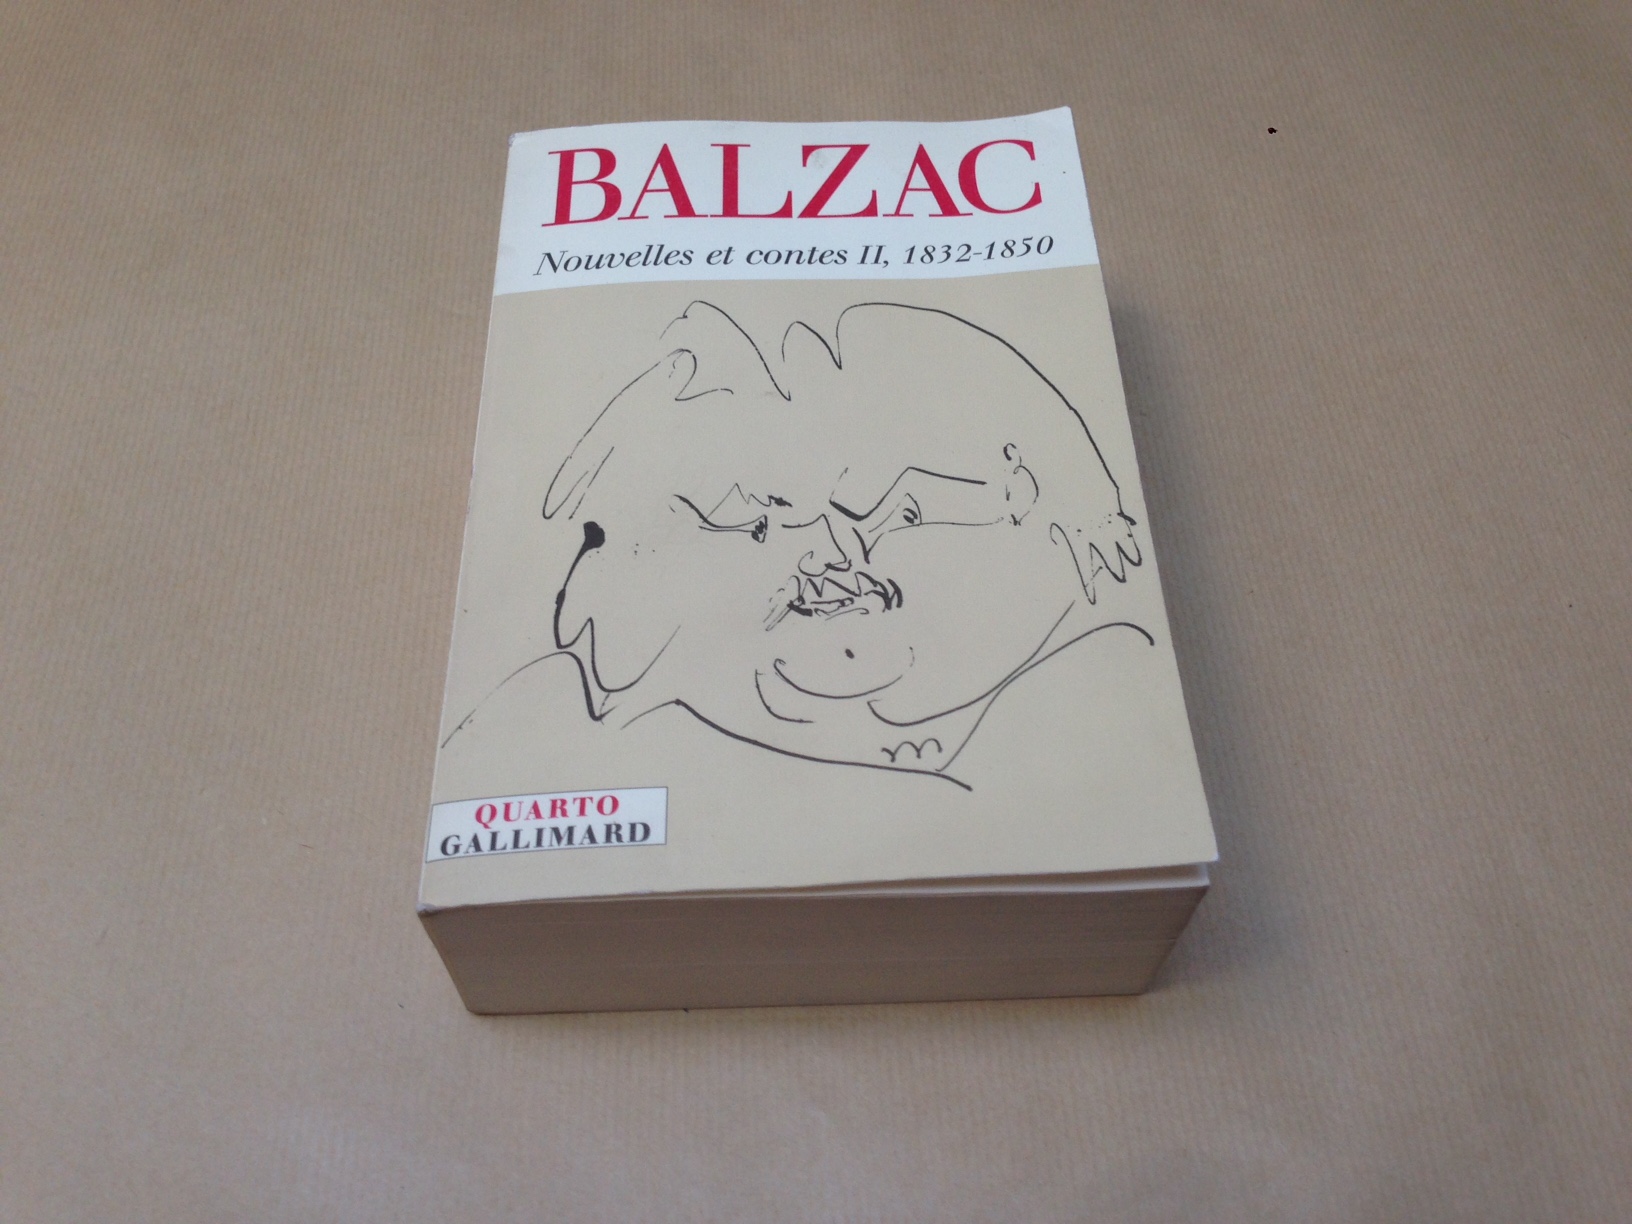 BALZAC
Nouvelles et contes II, 1832-1850
QUARTO
GALLIMARD